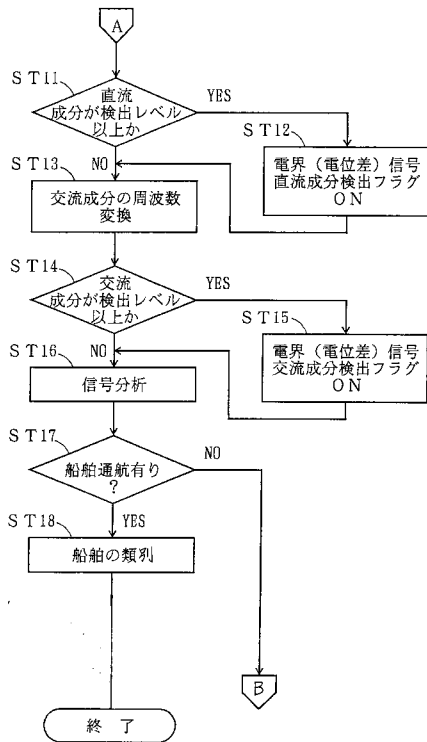 A
ST11
直流
成分が検出レベル
以上か
YES
ST12
電界(電位差)信号
直流成分検出フラグ
ON
NO
ST13
交流成分の周波数
変換
ST14
交流
成分が検出レベル
以上か
YES
ST15
電界(電位差)信号
交流成分検出フラグ
ON
NO
ST16
信号分析
ST17
船舶通航有り
?
NO
YES
ST18
船舶の類別
B
終了